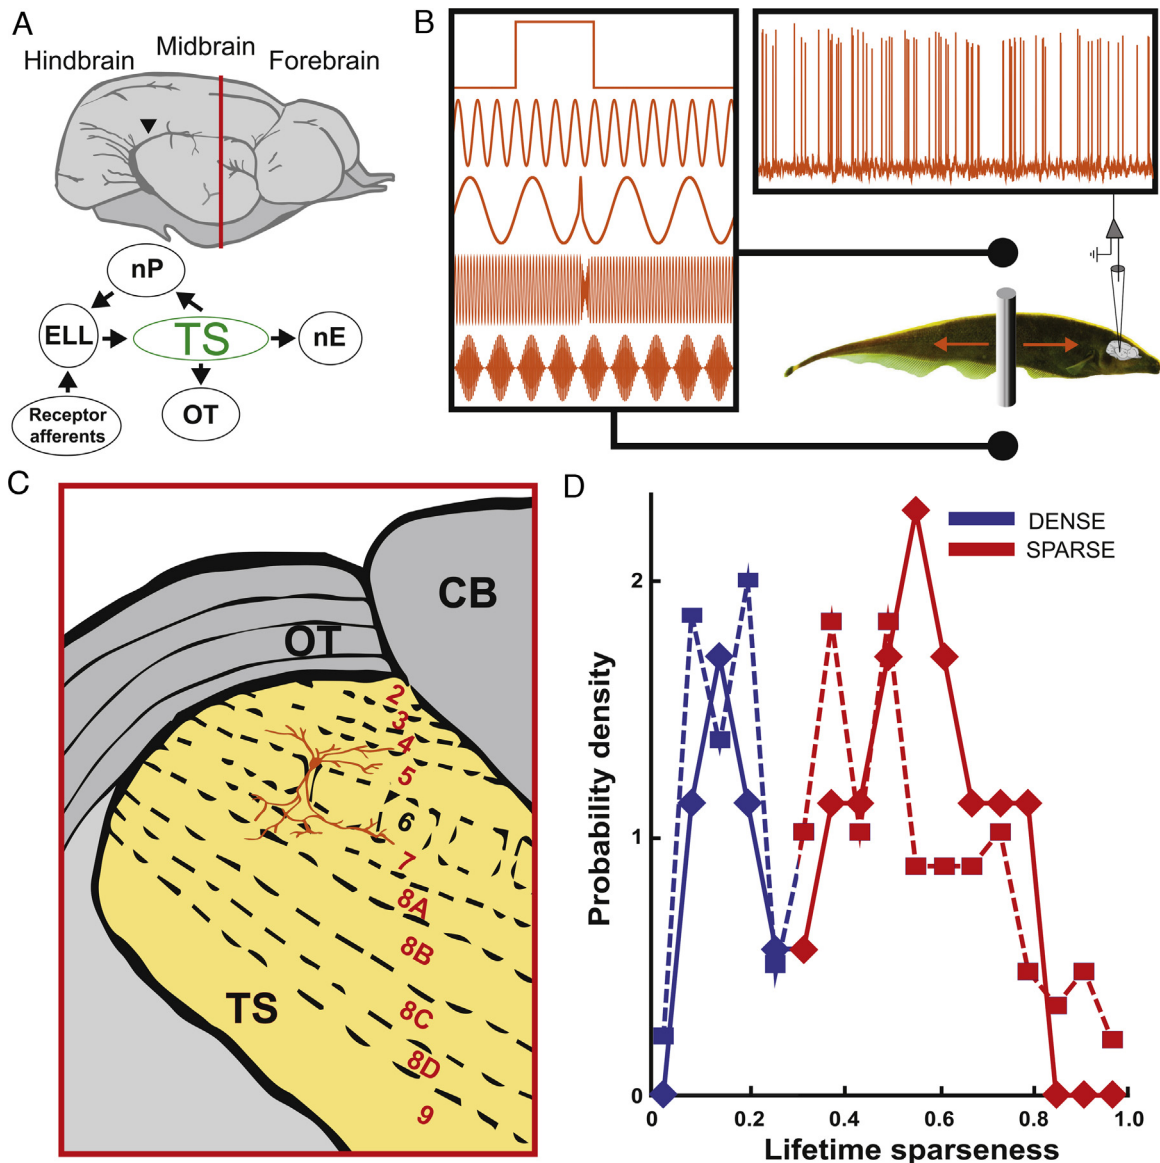 A
Hindbrain
Midbrain
Forebrain
nP
ELL
TS
nE
Receptor
afferents
OT
B
C
CB
OT
2
3
4
5
6
7
8A
8B
8C
8D
9
TS
D
DENSE
SPARSE
Probability density
2
1
0
0
0.2
0.4
0.6
0.8
1.0
Lifetime sparseness